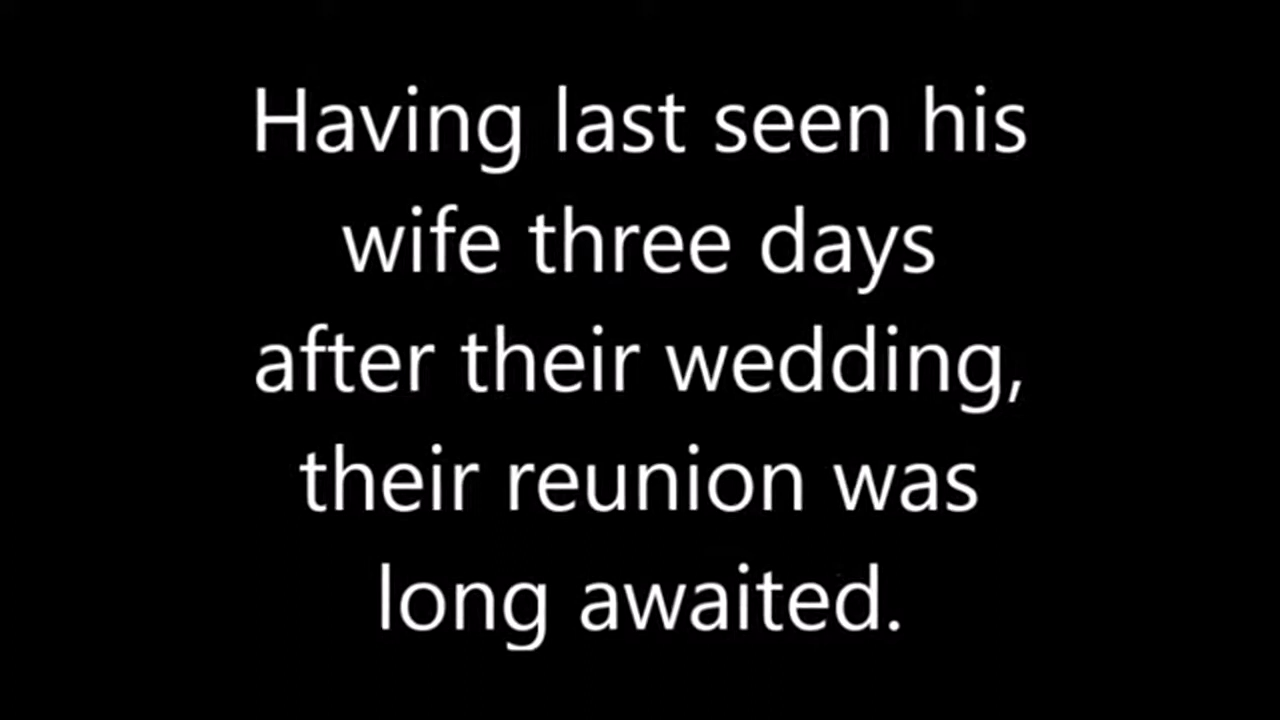 Having last seen his
wife three days
after their wedding,
their reunion was
long awaited.